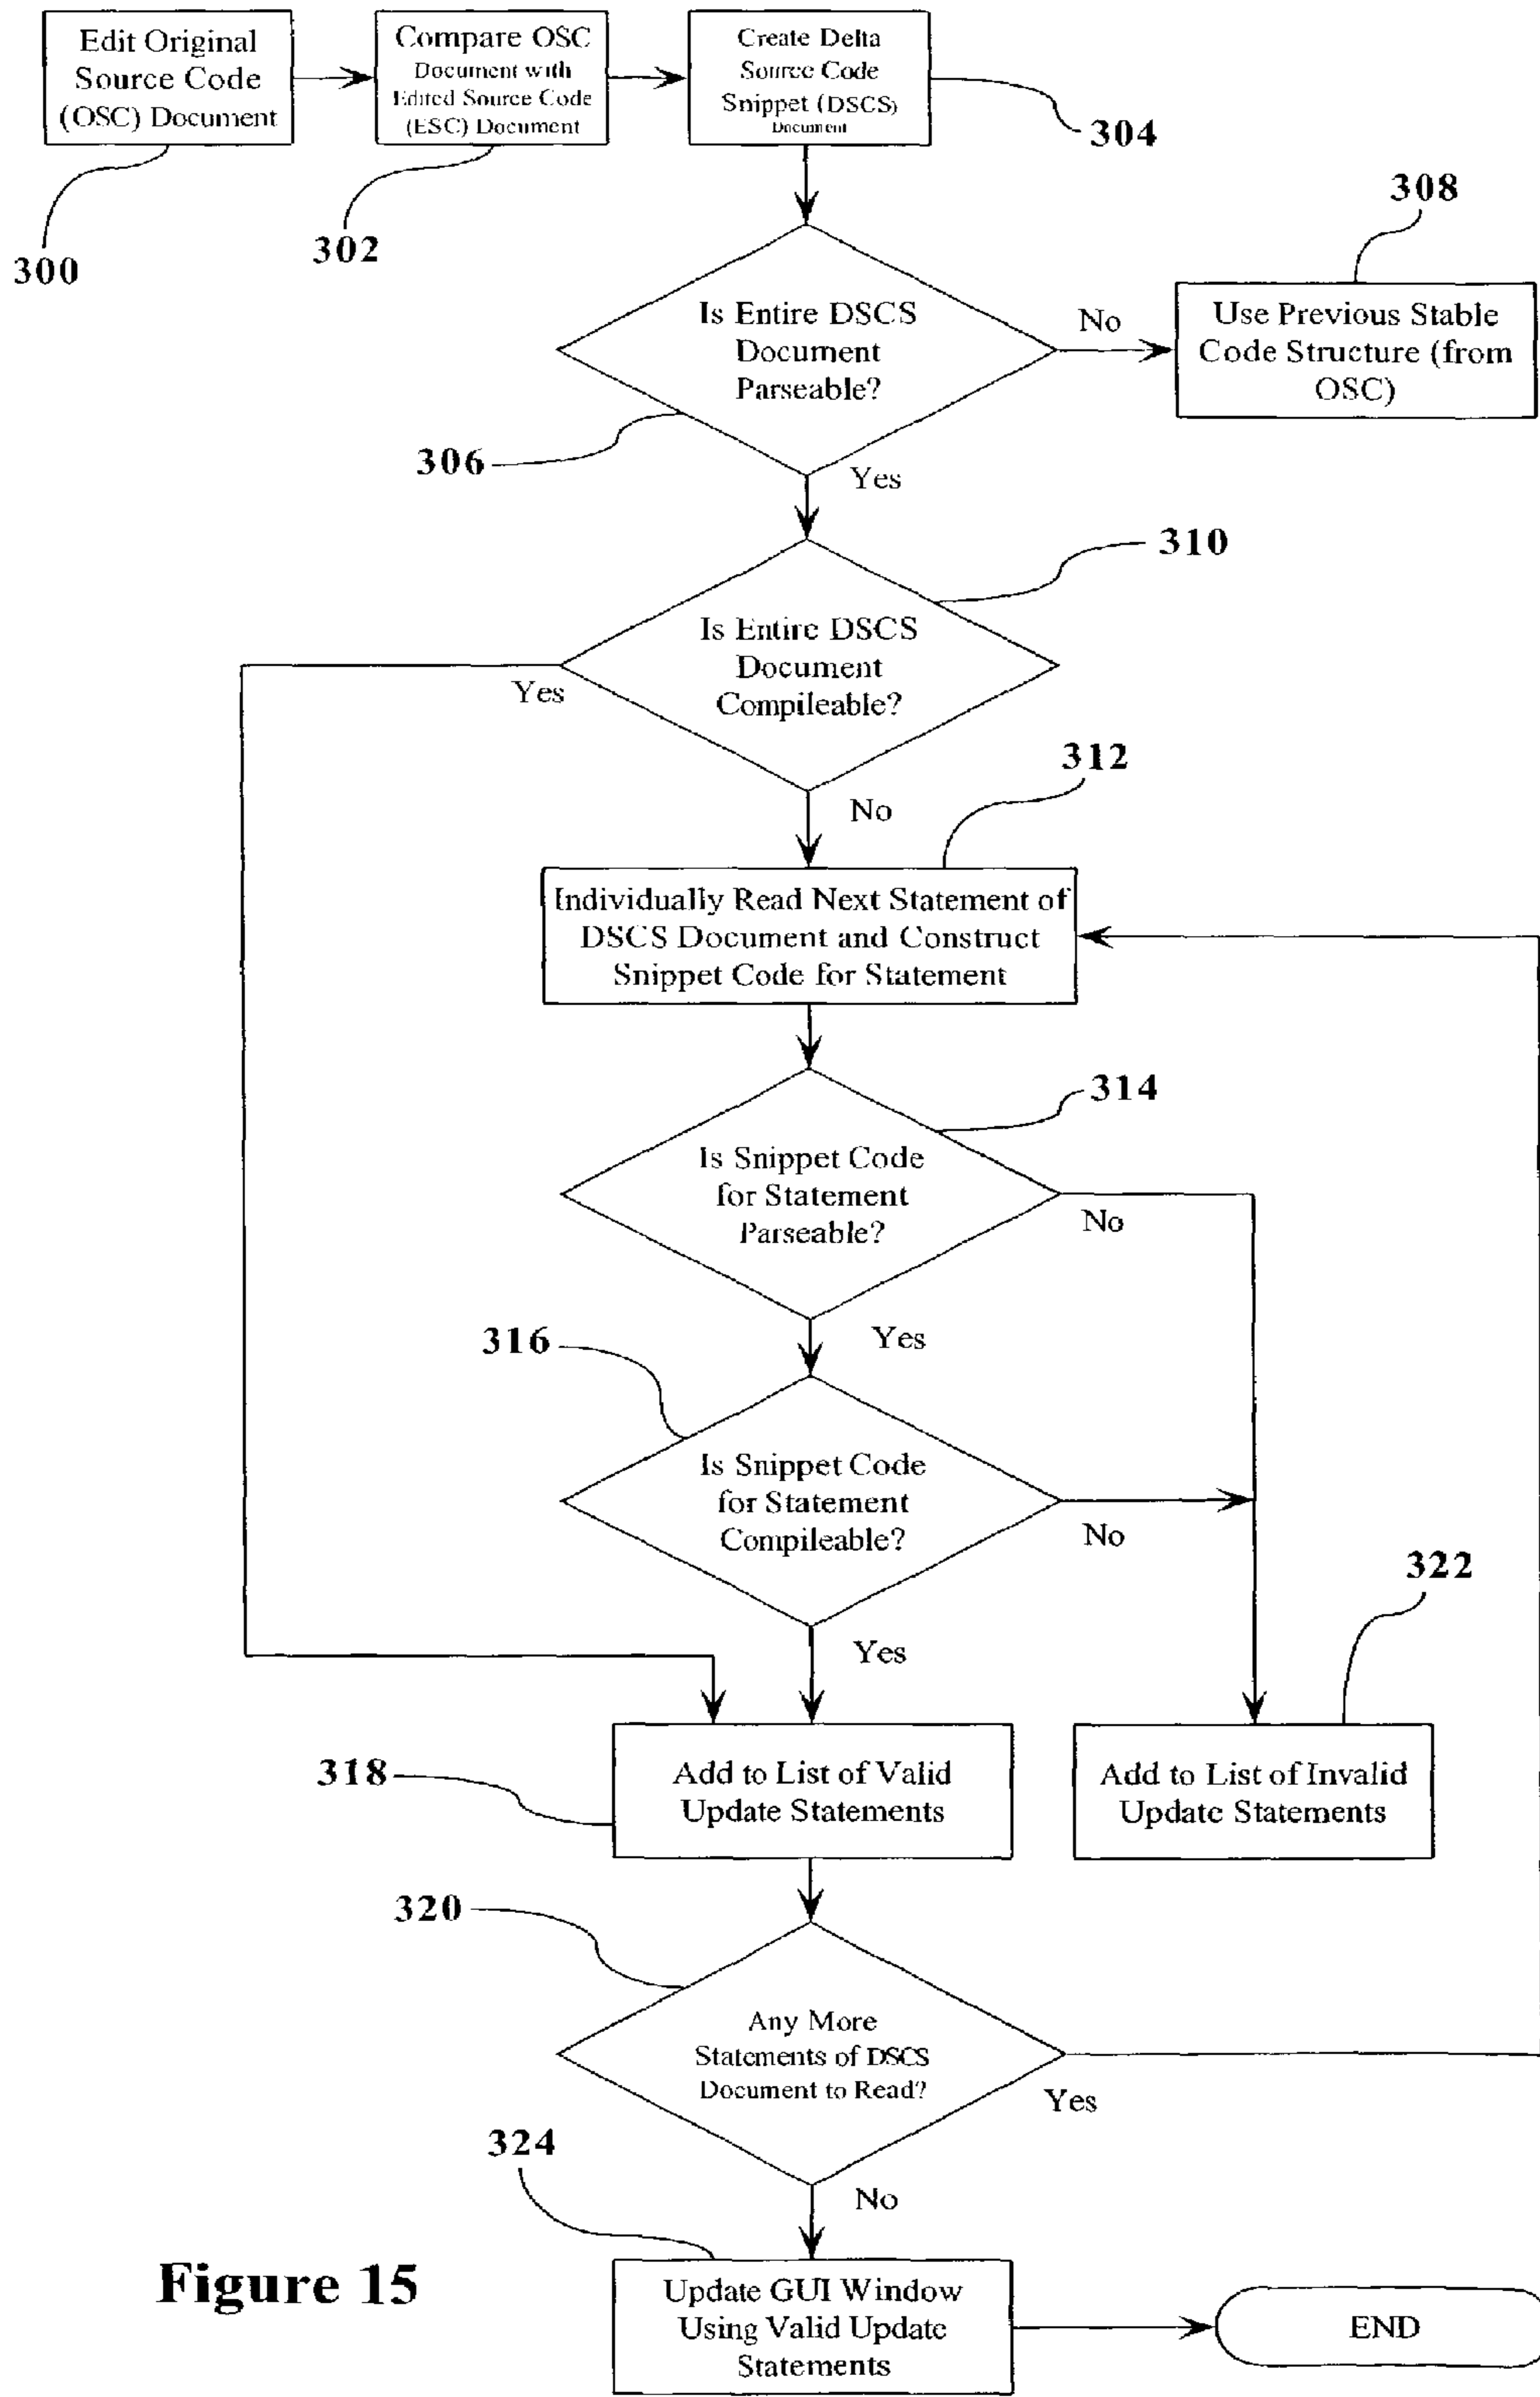 Edit Original
Source Code
(OSC) Document
Compare OSC
Document with
Edited Source Code
(ESC) Document
Create Delta
Source Code
Snippet (DSCS)
Document
304
308
300
302
Is Entire DSCS
Document
Parseable?
No
Use Previous Stable
Code Structure (from
OSC)
306
Yes
310
Is Entire DSCS
Document
Compileable?
Yes
312
No
Individually Read Next Statement of
DSCS Document and Construct
Snippet Code for Statement
314
Is Snippet Code
for Statement
Parseable?
No
316
Yes
Is Snippet Code
for Statement
Compileable?
No
322
Yes
318
Add to List of Valid
Update Statements
Add to List of Invalid
Update Statements
320
Any More
Statements of DSCS
Document to Read?
Yes
324
No
Figure 15
Update GUI Window
Using Valid Update
Statements
END